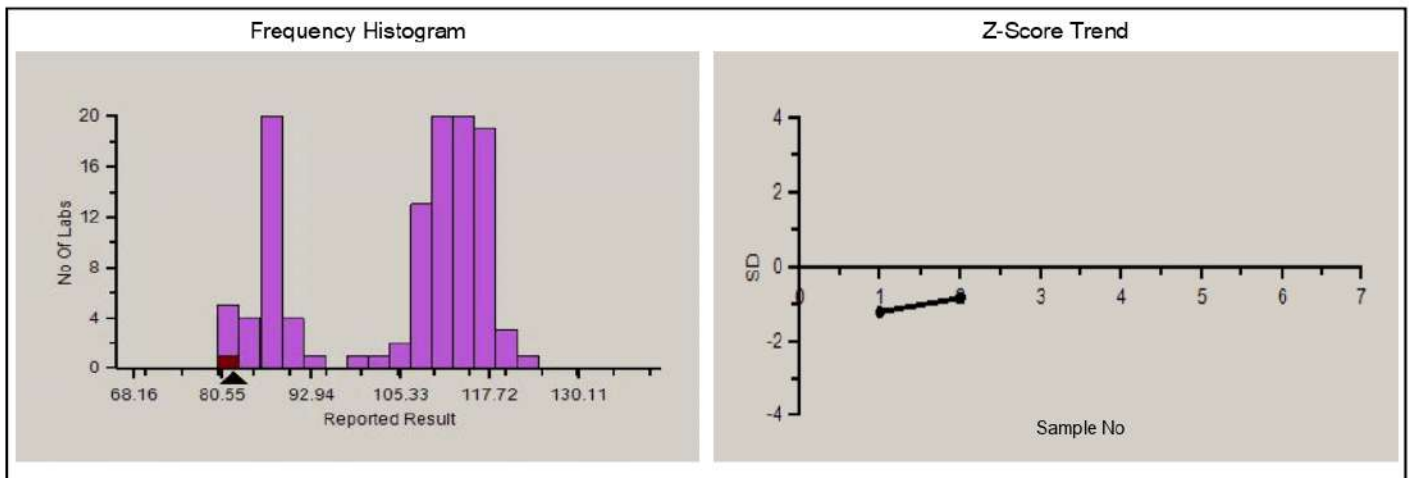 Frequency Histogram
20
16
12
8
4
0
No Of Labs
68.16 80.55 92.94 105.33 117.72 130.11
Reported Result
Z-Score Trend
4
2
0
-2
-4
SD
0 1 2 3 4 5 6 7
Sample No